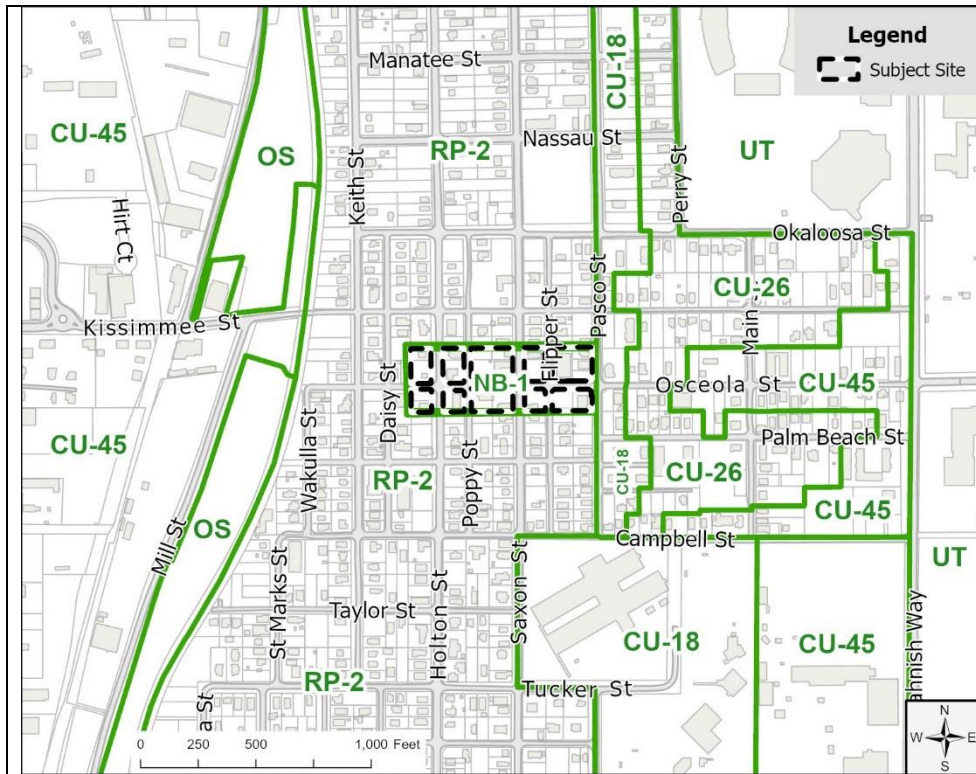 Legend
Subject Site
Manatee St
CU-18
Nassau St
CU-45
OS
RP-2
UT
Keith St
Perry St
Hirt Ct
Okaloosa St
Pasco St
CU-26
Main
Flipper St
Kissimmee St
NB-1
Osceola St
CU-45
Daisy St
CU-45
Wakulla St
Palm Beach St
RP-2
Poppy St
CU-18
CU-26
CU-45
OS
Mill St
Campbell St
UT
St Marks St
Taylor St
Holton St
Saxon St
CU-18
CU-45
RP-2
Tucker St
a St
ahnish Way
0 250 500 1,000 Feet
N
W E
S